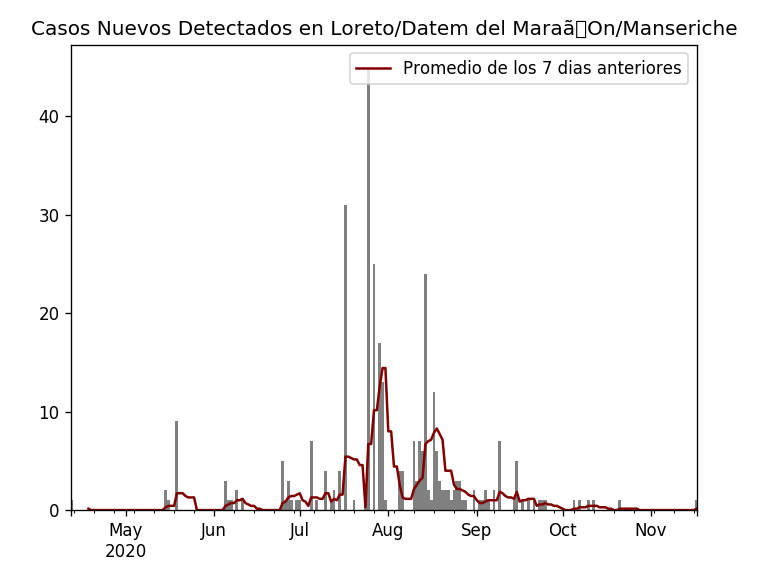 Casos Nuevos Detectados en Loreto/Datem del Maraã▯On/Manseriche
Promedio de los 7 dias anteriores
40
30
20
10
0
May Jun Jul Aug Sep Oct Nov
2020